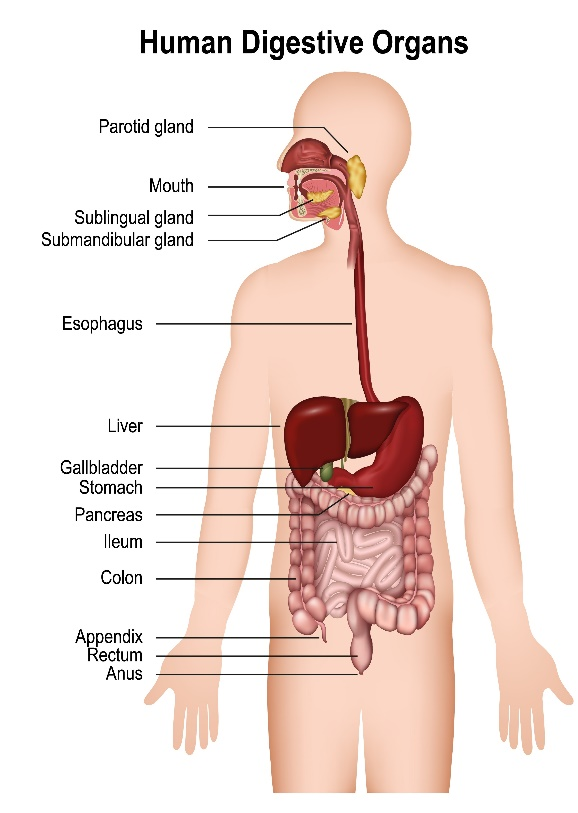 Human Digestive Organs
Parotid gland
Mouth
Sublingual gland
Submandibular gland
Esophagus
Liver
Gallbladder
Stomach
Pancreas
Ileum
Colon
Appendix
Rectum
Anus